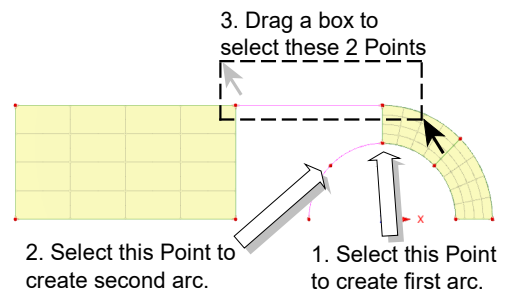 3. Drag a box to
select these 2 Points
X
2. Select this Point to
create second arc.
1. Select this Point
to create first arc.